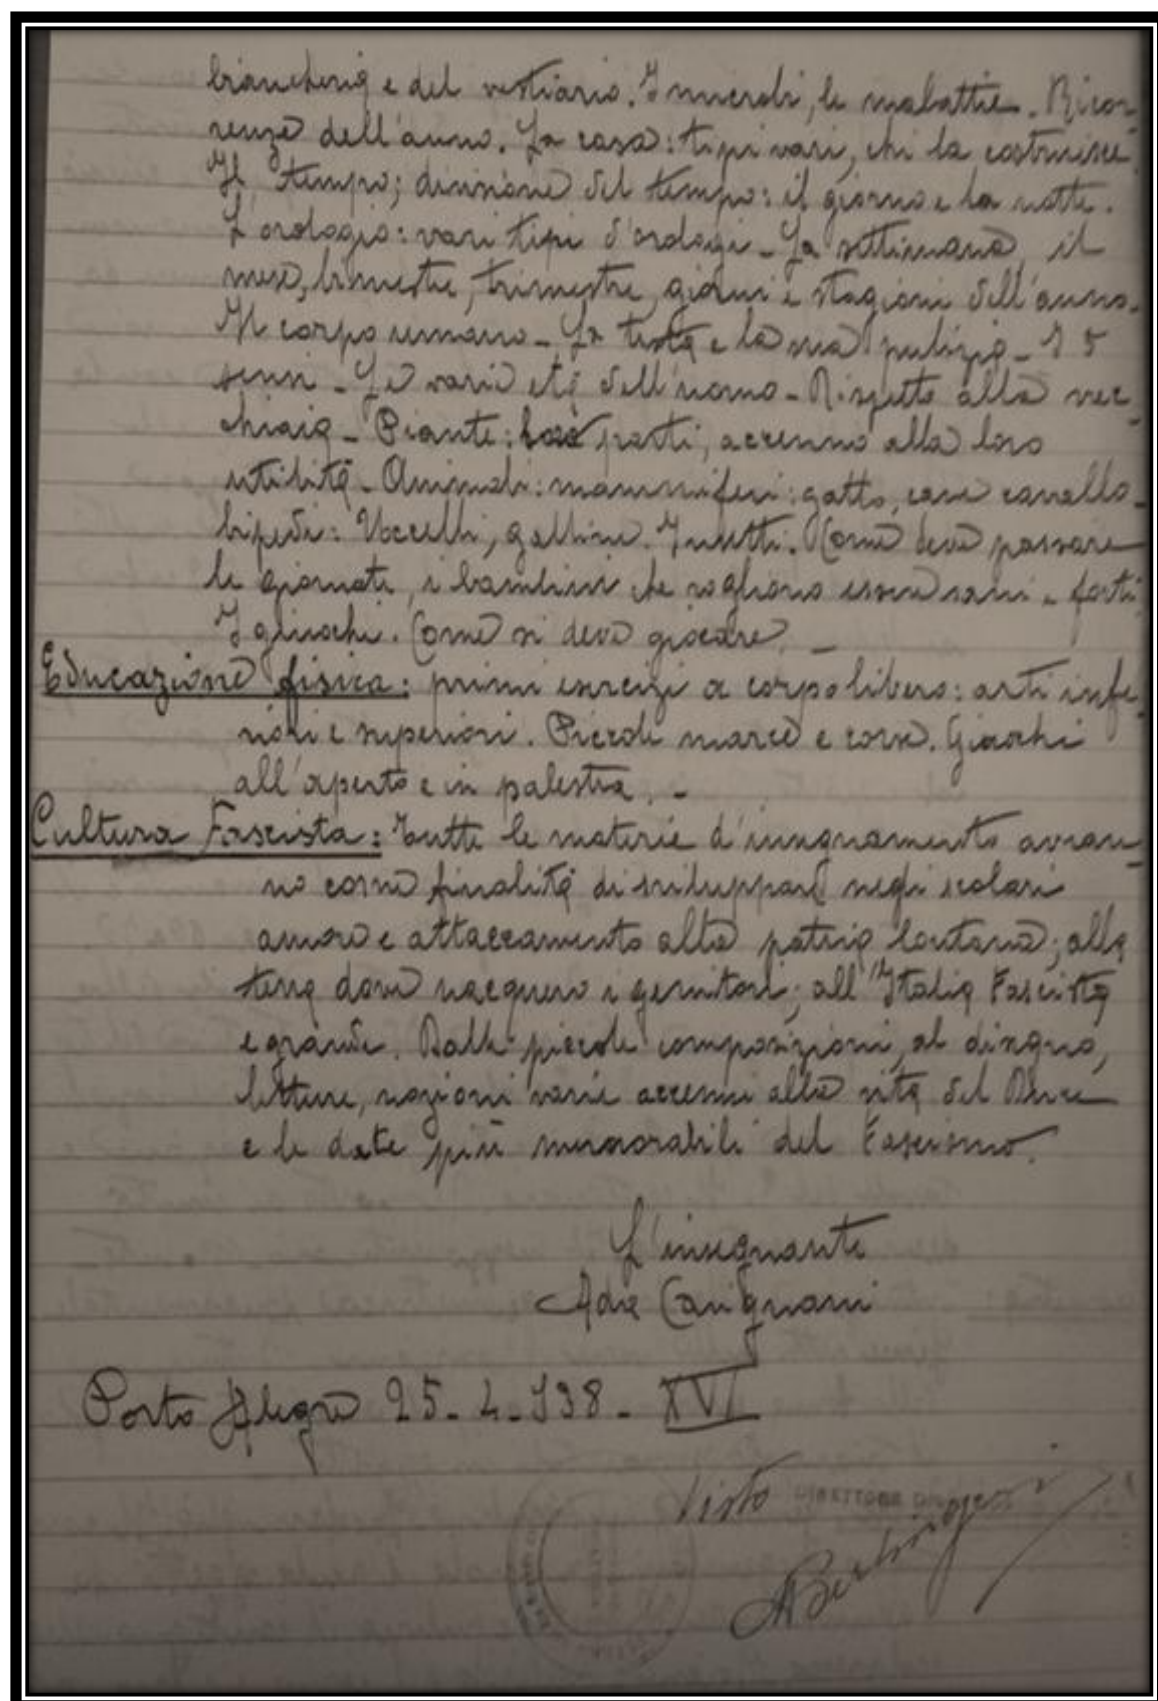 biancheria e del vestiario. I microbi, le malattie. Ricor-
renze dell'anno. La casa: tipi vari, chi la costruisce.
Il tempo; divisione del tempo: il giorno e la notte.
L'orologio: vari tipi d'orologi - La settimana, il
mese, bimestre, trimestre, giorni e stagioni dell'anno.
Il corpo umano - La testa e la sua pulizia - I 5
sensi - Le varie età dell'uomo - Rispetto alla vec-
chiaia - Piante: loro parti, accenno alla loro
utilità - Animali: mammiferi: gatto, cane cavallo -
bipedi: Uccelli, galline. Insetti. Come deve passare
le giornate, i bambini che vogliono essere sani e forti
I giuochi. Come si deve giocare. -
Educazione fisica: primi esercizi a corpo libero: arti infe-
riori e superiori. Piccole marce e corse. Giuochi
all'aperto e in palestra. -
Cultura Fascista: Tutte le materie d'insegnamento avran-
no come finalità di sviluppare negli scolari
amore e attaccamento alla patria lontana; alla
terra dove nacquero i genitori; all'Italia Fascista
e grande. Dalle piccole composizioni, al disegno,
letture, nozioni varie accenni alla vita del Duce
e le date più memorabili del Fascismo.
L'insegnante
Ada Carignani
Porto Alegre 25-4-938-XVI
Visto DIRETTORE